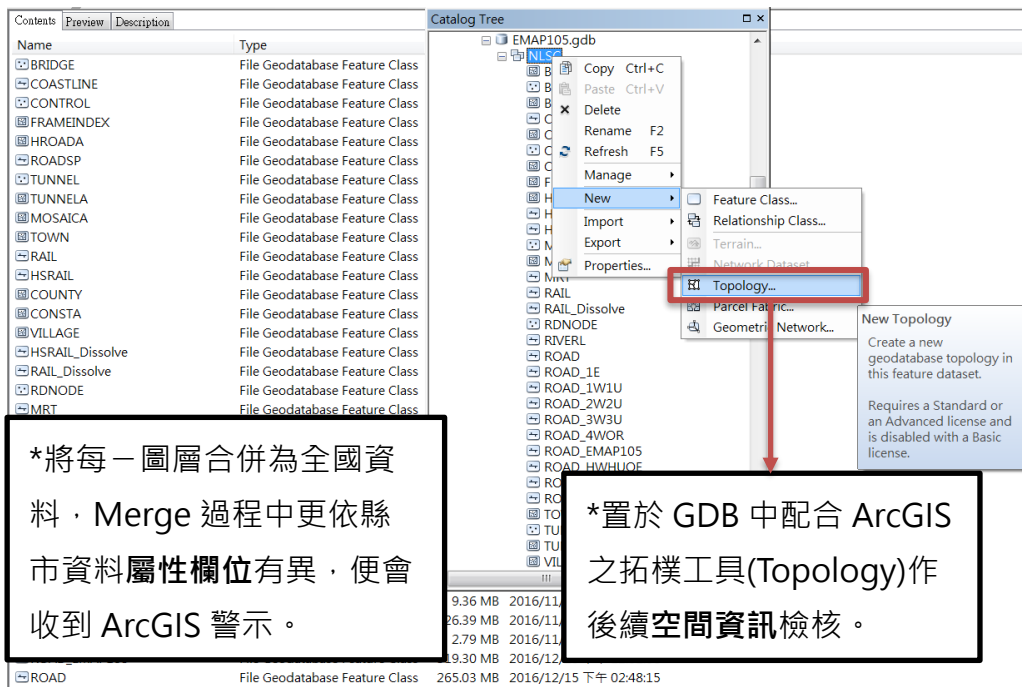 Contents Preview Description
Name Type
BRIDGE File Geodatabase Feature Class
COASTLINE File Geodatabase Feature Class
CONTROL File Geodatabase Feature Class
FRAMEINDEX File Geodatabase Feature Class
HROADA File Geodatabase Feature Class
ROADSP File Geodatabase Feature Class
TUNNEL File Geodatabase Feature Class
TUNNELA File Geodatabase Feature Class
MOSAICA File Geodatabase Feature Class
TOWN File Geodatabase Feature Class
RAIL File Geodatabase Feature Class
HSRAIL File Geodatabase Feature Class
COUNTY File Geodatabase Feature Class
CONSTA File Geodatabase Feature Class
VILLAGE File Geodatabase Feature Class
HSRAIL_Dissolve File Geodatabase Feature Class
RAIL_Dissolve File Geodatabase Feature Class
RDNODE File Geodatabase Feature Class
MRT File Geodatabase Feature Class
Catalog Tree
EMAP105.gdb
NLSC
Copy Ctrl+C
Paste Ctrl+V
Delete
Rename F2
Refresh F5
Manage
New
Import
Export
Properties...
Feature Class...
Relationship Class...
Terrain...
Network Dataset
Topology...
Parcel Fabric...
Geometric Network...
MRT
RAIL
RAIL_Dissolve
RDNODE
RIVERL
ROAD
ROAD_1E
ROAD_1W1U
ROAD_2W2U
ROAD_3W3U
ROAD_4WOR
ROAD_EMAP105
ROAD_HWHUOE
New Topology
Create a new
geodatabase topology in
this feature dataset.
Requires a Standard or
an Advanced license and
is disabled with a Basic
license.
*將每一圖層合併為全國資
料，Merge 過程中更依縣
市資料屬性欄位有異，便會
收到 ArcGIS 警示。
*置於 GDB 中配合 ArcGIS
之拓樸工具(Topology)作
後續空間資訊檢核。
9.36 MB 2016/11/
26.39 MB 2016/11/
2.79 MB 2016/11/
319.30 MB 2016/12/
ROAD File Geodatabase Feature Class 265.03 MB 2016/12/15 下午 02:48:15